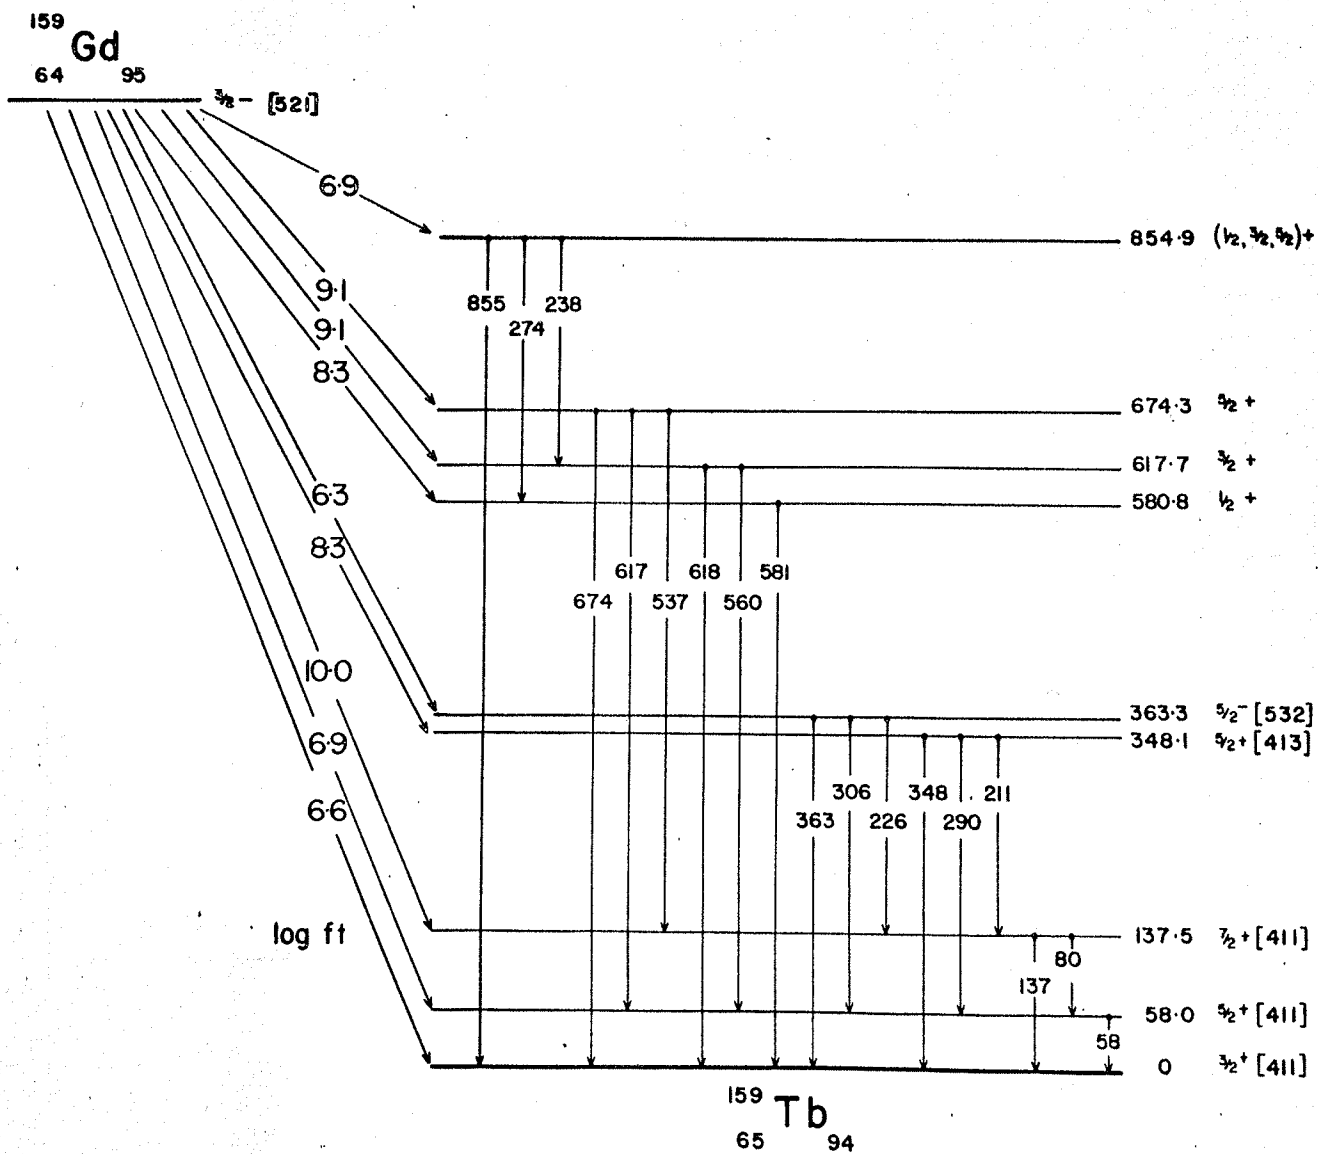 159
Gd
64 95
3/2 - [521]
6·9
854·9 (1/2, 3/2, 5/2)+
9·1
855 238
274
9·1
8·3
674·3 5/2 +
617·7 3/2 +
580·8 1/2 +
6·3
8·3
617 618 581
674 537 560
10·0
363·3 5/2- [532]
348·1 5/2+ [413]
6·9
306 348 211
363 226 290
6·6
log ft
137·5 7/2+ [411]
80
137
58·0 5/2+ [411]
58
0 3/2+ [411]
159
Tb
65 94